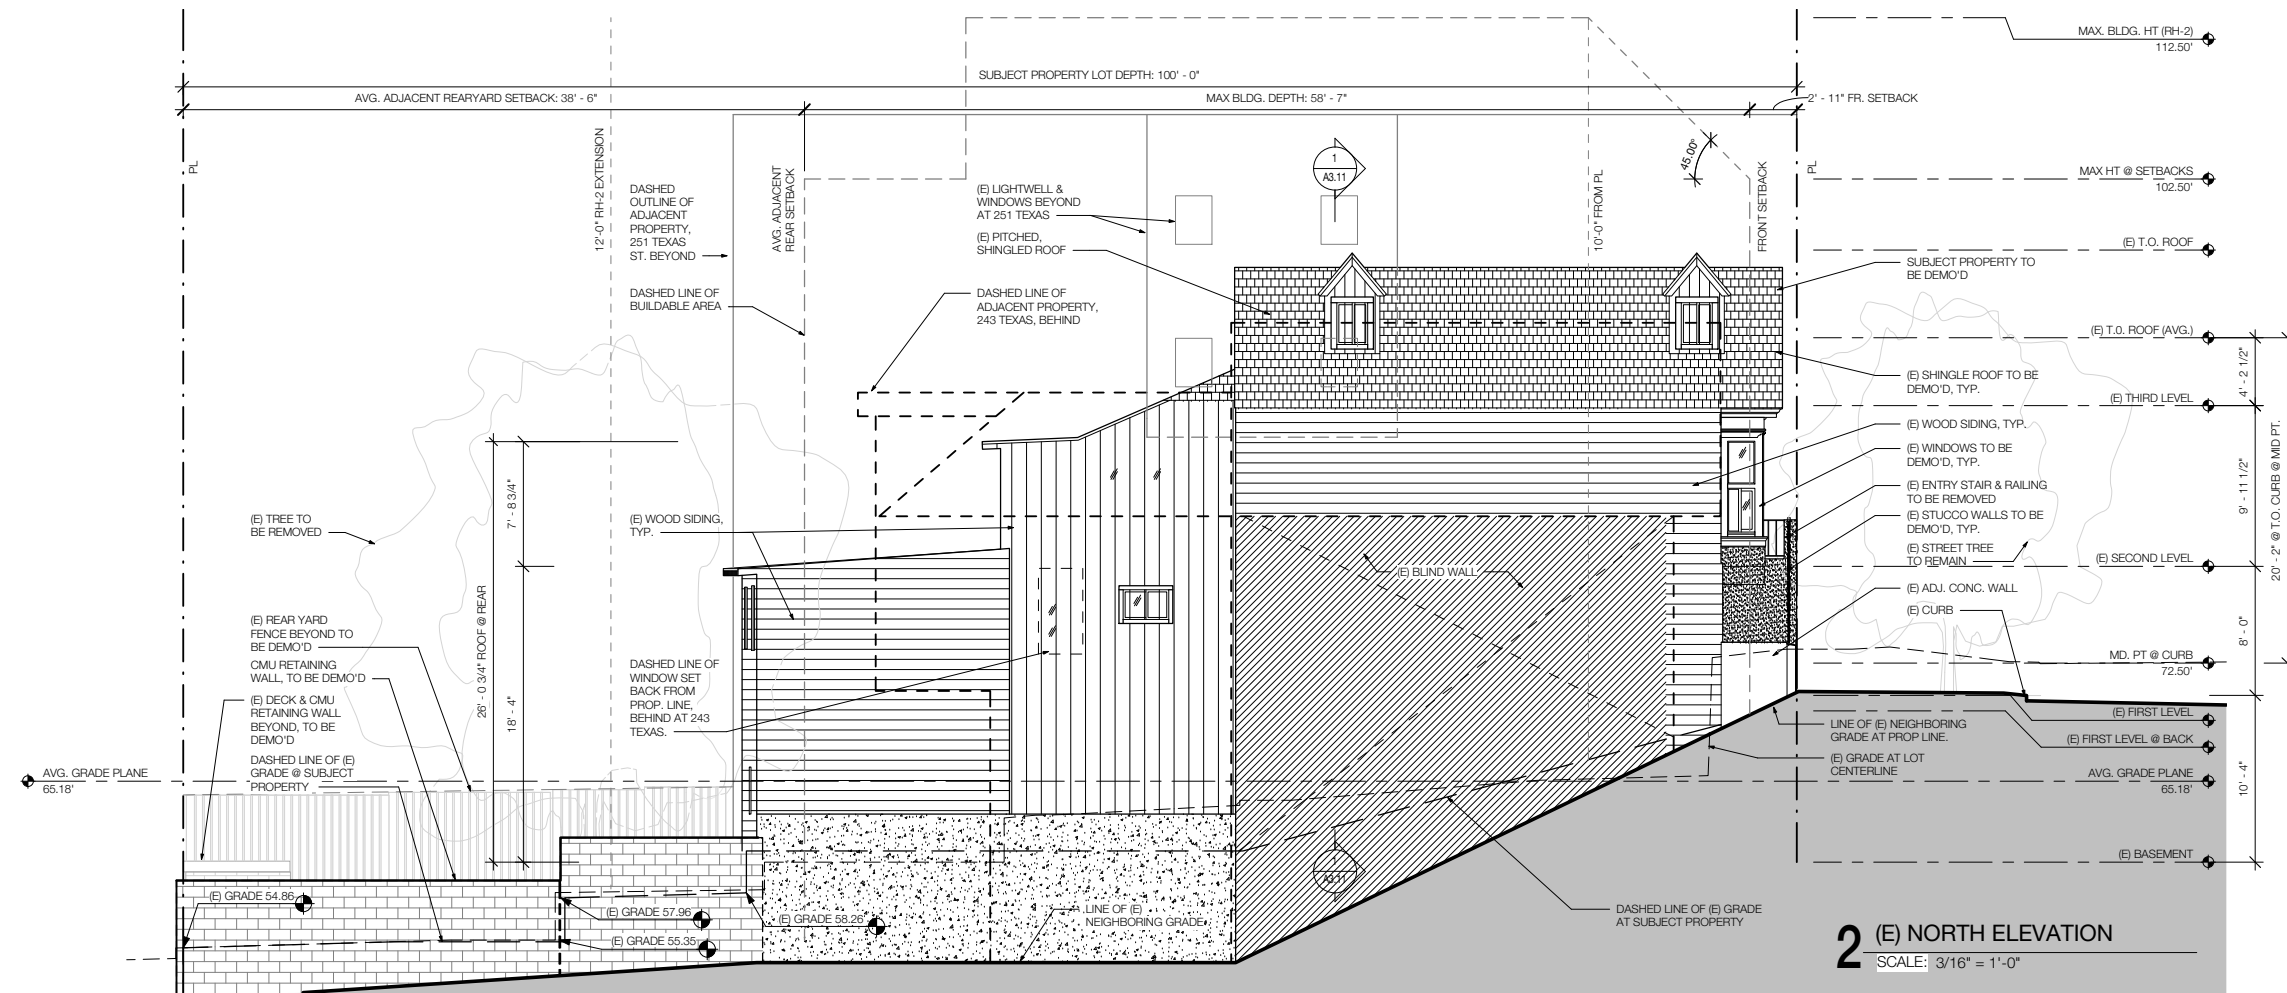 MAX. BLDG. HT (RH-2)
112.50'
SUBJECT PROPERTY LOT DEPTH: 100' - 0"
AVG. ADJACENT REARYARD SETBACK: 38' - 6"
MAX BLDG. DEPTH: 58' - 7"
2' - 11" FR. SETBACK
PL
12'-0" RH-2 EXTENSION
DASHED
OUTLINE OF
ADJACENT
PROPERTY,
251 TEXAS
ST. BEYOND
AVG. ADJACENT
REAR SETBACK
(E) LIGHTWELL &
WINDOWS BEYOND
AT 251 TEXAS
(E) PITCHED,
SHINGLED ROOF
1
A3.11
10'-0" FROM PL
45.00°
FRONT SETBACK
PL
MAX HT @ SETBACKS
102.50'
(E) T.O. ROOF
SUBJECT PROPERTY TO
BE DEMO'D
DASHED LINE OF
BUILDABLE AREA
DASHED LINE OF
ADJACENT PROPERTY,
243 TEXAS, BEHIND
(E) T.O. ROOF (AVG.)
4' - 2 1/2"
(E) SHINGLE ROOF TO BE
DEMO'D, TYP.
(E) THIRD LEVEL
(E) WOOD SIDING, TYP.
(E) WINDOWS TO BE
DEMO'D, TYP.
9' - 11 1/2"
20' - 2" @ T.O. CURB @ MID PT.
(E) ENTRY STAIR & RAILING
TO BE REMOVED
(E) STUCCO WALLS TO BE
DEMO'D, TYP.
(E) STREET TREE
TO REMAIN
(E) SECOND LEVEL
(E) ADJ. CONC. WALL
(E) CURB
8' - 0"
MD. PT @ CURB
72.50'
(E) TREE TO
BE REMOVED
7' - 8 3/4"
(E) WOOD SIDING,
TYP.
(E) BLIND WALL
26' - 0 3/4" ROOF @ REAR
18' - 4"
(E) REAR YARD
FENCE BEYOND TO
BE DEMO'D
CMU RETAINING
WALL, TO BE DEMO'D
(E) DECK & CMU
RETAINING WALL
BEYOND, TO BE
DEMO'D
DASHED LINE OF (E)
GRADE @ SUBJECT
PROPERTY
DASHED LINE OF
WINDOW SET
BACK FROM
PROP. LINE,
BEHIND AT 243
TEXAS.
LINE OF (E) NEIGHBORING
GRADE AT PROP LINE.
(E) GRADE AT LOT
CENTERLINE
(E) FIRST LEVEL
(E) FIRST LEVEL @ BACK
AVG. GRADE PLANE
65.18'
AVG. GRADE PLANE
65.18'
10' - 4"
(E) BASEMENT
1
A3.11
(E) GRADE 54.86
(E) GRADE 57.96
(E) GRADE 58.26
(E) GRADE 55.35
LINE OF (E)
NEIGHBORING GRADE
DASHED LINE OF (E) GRADE
AT SUBJECT PROPERTY
2 (E) NORTH ELEVATION
SCALE: 3/16" = 1'-0"